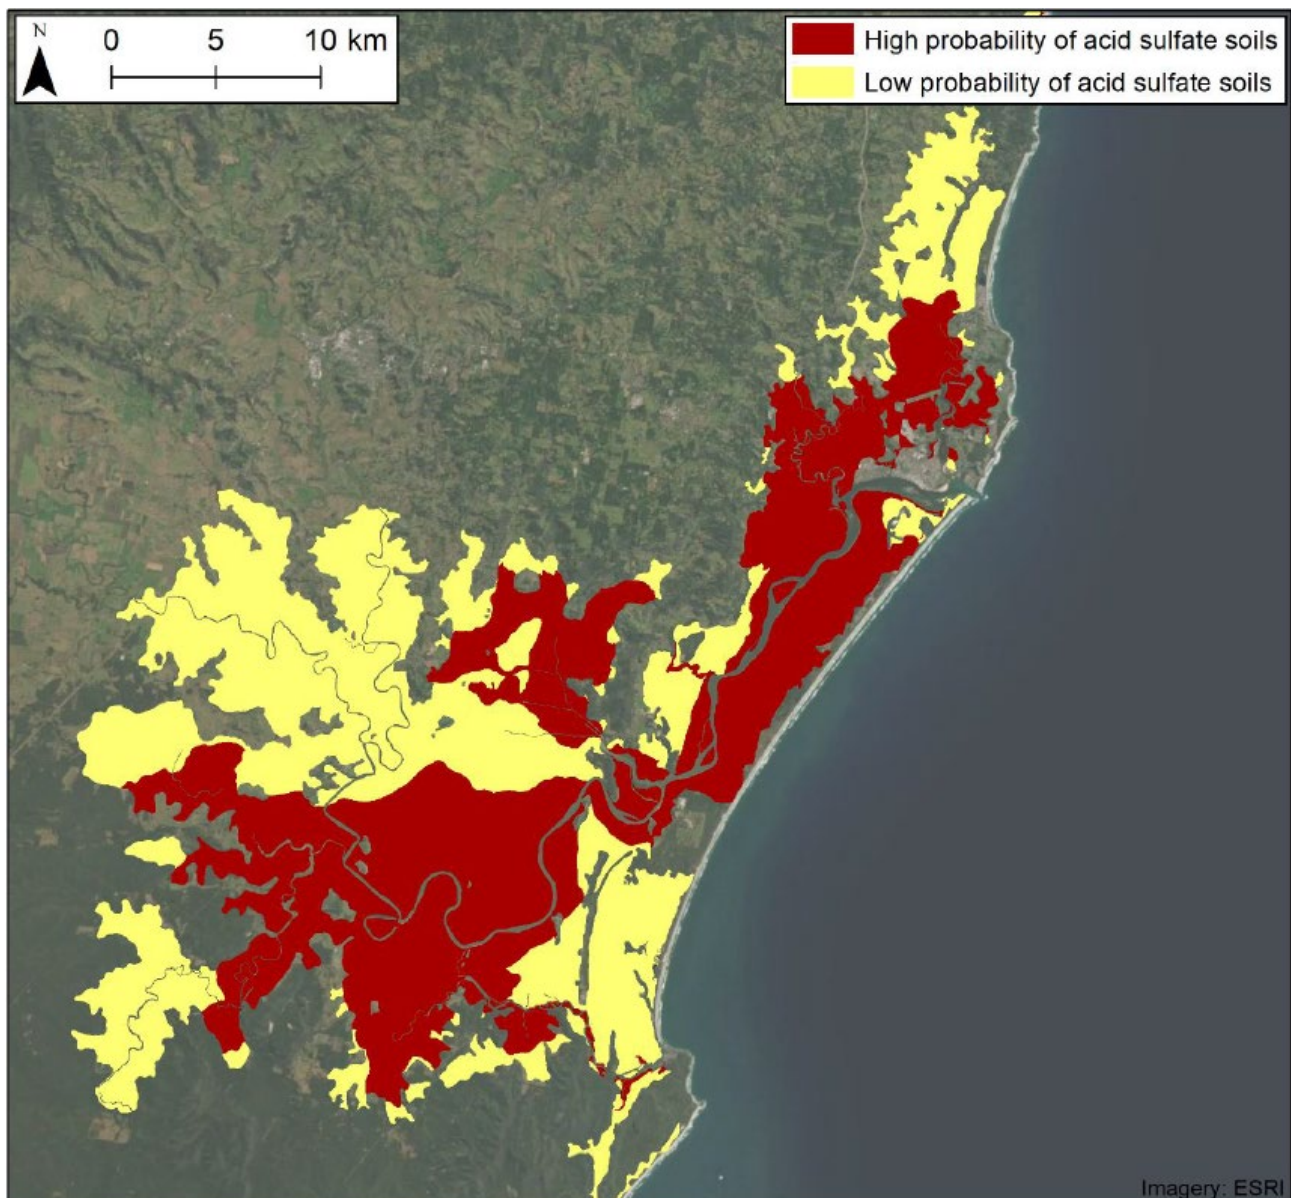 N
0 5 10 km
High probability of acid sulfate soils
Low probability of acid sulfate soils
Imagery: ESRI